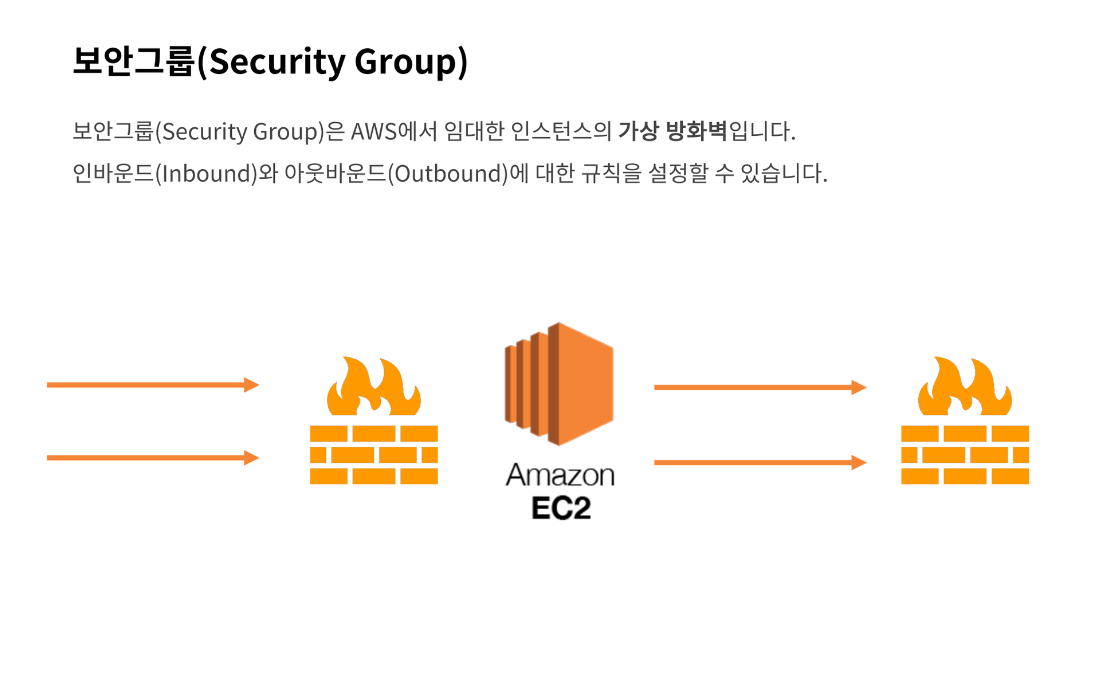 보안그룹(Security Group)
보안그룹(Security Group)은 AWS에서 임대한 인스턴스의 가상 방화벽입니다.
인바운드(Inbound)와 아웃바운드(Outbound)에 대한 규칙을 설정할 수 있습니다.
Amazon
EC2